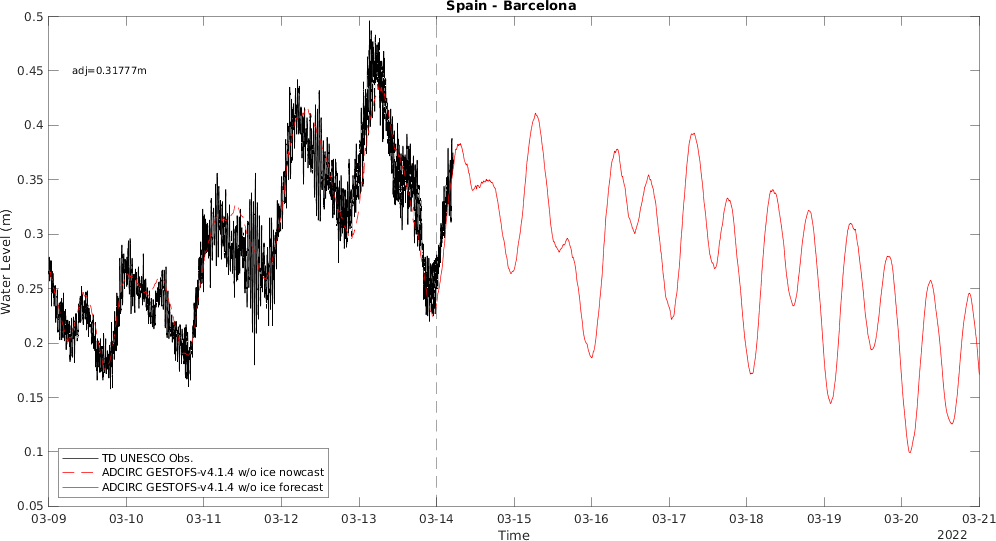 Spain - Barcelona
0.5
0.45
0.4
0.35
0.3
0.25
0.2
0.15
0.1
0.05
Water Level (m)
adj=0.31777m
TD UNESCO Obs.
ADCIRC GESTOFS-v4.1.4 w/o ice nowcast
ADCIRC GESTOFS-v4.1.4 w/o ice forecast
03-09 03-10 03-11 03-12 03-13 03-14 03-15 03-16 03-17 03-18 03-19 03-20 03-21
Time
2022